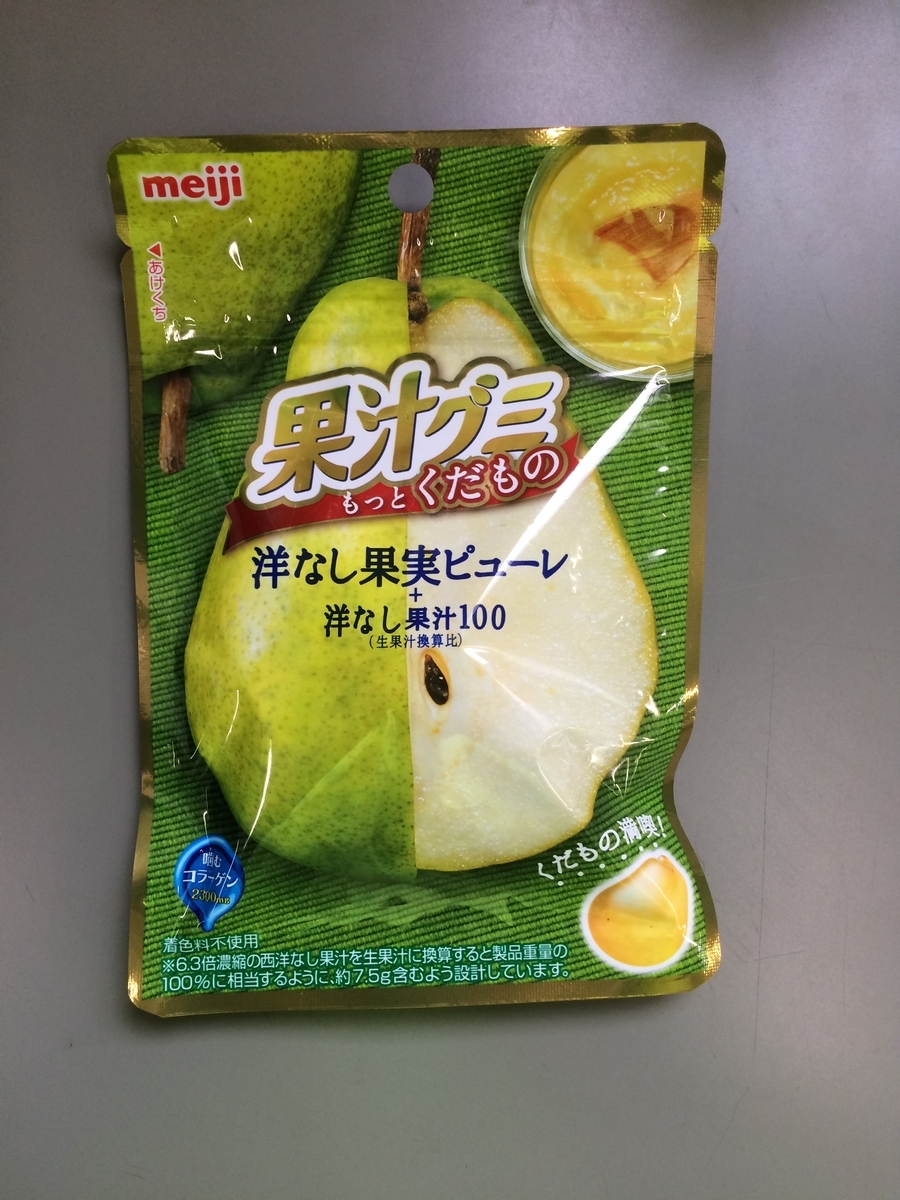 meiji
◀あけくち
果汁グミ
もっとくだもの
洋なし果実ピューレ
+
洋なし果汁100
(生果汁換算比)
くだもの満喫!
噛む
コラーゲン
2300mg
着色料不使用
※6.3倍濃縮の西洋なし果汁を生果汁に換算すると製品重量の
100%に相当するように、約7.5g含むよう設計しています。